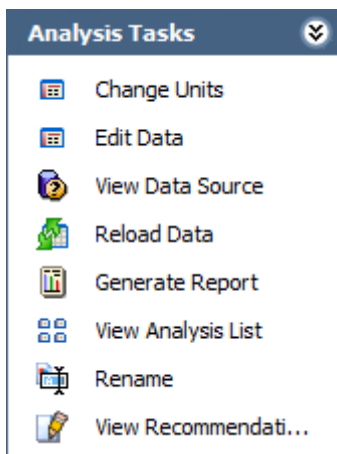 Analysis Tasks
Change Units
Edit Data
View Data Source
Reload Data
Generate Report
View Analysis List
Rename
View Recommendati...